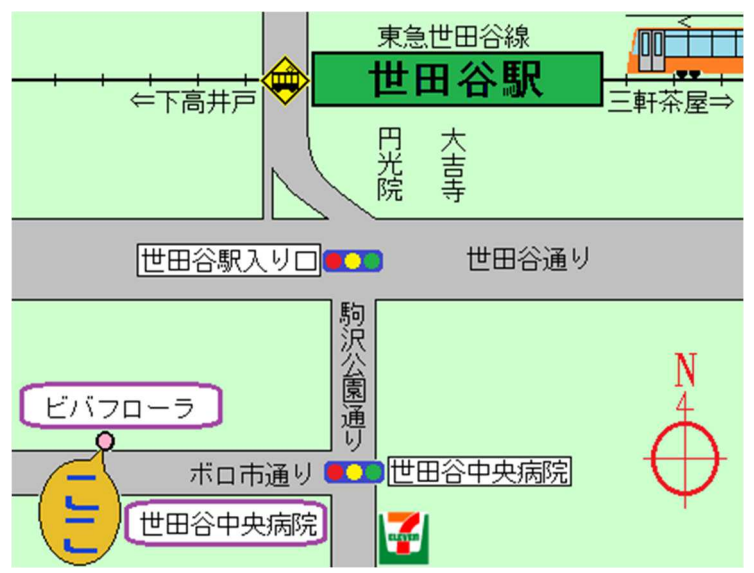 東急世田谷線
世田谷駅
⇐下高井戸
三軒茶屋⇒
円光院
大吉寺
世田谷駅入り口
世田谷通り
駒沢公園通り
N
ビバフローラ
ボロ市通り
世田谷中央病院
ここ
世田谷中央病院
7
ELEVEN